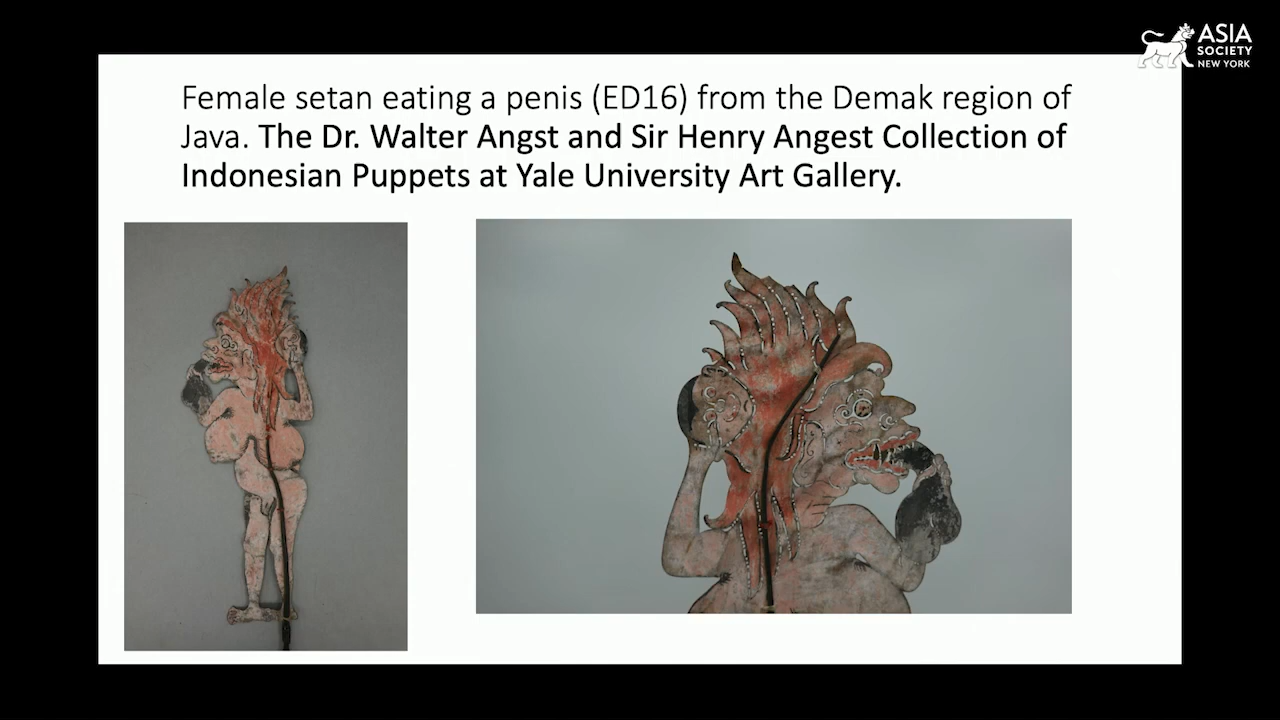 ASIA
SOCIETY
NEW YORK
Female setan eating a penis (ED16) from the Demak region of
Java. The Dr. Walter Angst and Sir Henry Angest Collection of
Indonesian Puppets at Yale University Art Gallery.